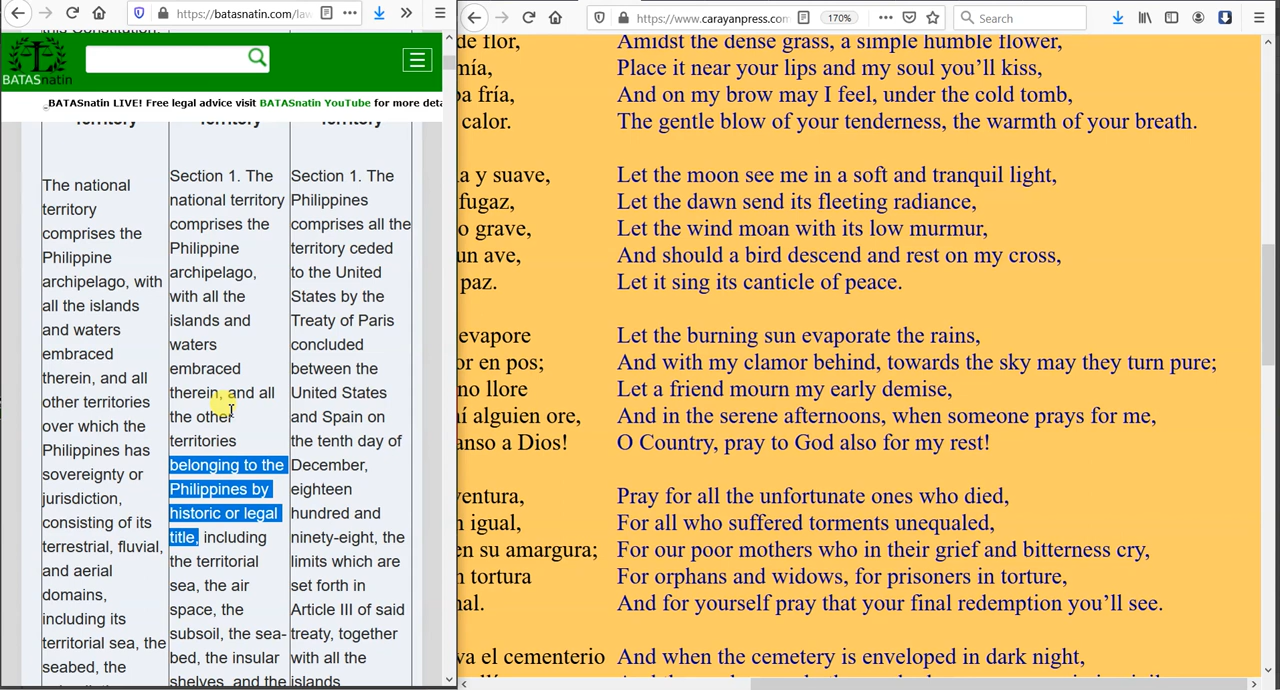 https://batasnatin.com/law
https://www.carayanpress.com
170%
Search
this Constitution.
BATASnatin
BATASnatin LIVE! Free legal advice visit BATASnatin YouTube for more deta
Territory
The national
territory
comprises the
Philippine
archipelago, with
all the islands
and waters
embraced
therein, and all
other territories
over which the
Philippines has
sovereignty or
jurisdiction,
consisting of its
terrestrial, fluvial,
and aerial
domains,
including its
territorial sea, the
seabed, the
Territory
Section 1. The
national territory
comprises the
Philippine
archipelago,
with all the
islands and
waters
embraced
therein, and all
the other
territories
belonging to the
Philippines by
historic or legal
title, including
the territorial
sea, the air
space, the
subsoil, the sea-
bed, the insular
shelves, and the
Territory
Section 1. The
Philippines
comprises all the
territory ceded
to the United
States by the
Treaty of Paris
concluded
between the
United States
and Spain on
the tenth day of
December,
eighteen
hundred and
ninety-eight, the
limits which are
set forth in
Article III of said
treaty, together
with all the
islands
de flor,
mía,
ba fría,
calor.
a y suave,
fugaz,
o grave,
un ave,
paz.
evapore
or en pos;
no llore
í alguien ore,
anso a Dios!
ventura,
n igual,
en su amargura;
n tortura
nal.
va el cementerio
Amidst the dense grass, a simple humble flower,
Place it near your lips and my soul you’ll kiss,
And on my brow may I feel, under the cold tomb,
The gentle blow of your tenderness, the warmth of your breath.
Let the moon see me in a soft and tranquil light,
Let the dawn send its fleeting radiance,
Let the wind moan with its low murmur,
And should a bird descend and rest on my cross,
Let it sing its canticle of peace.
Let the burning sun evaporate the rains,
And with my clamor behind, towards the sky may they turn pure;
Let a friend mourn my early demise,
And in the serene afternoons, when someone prays for me,
O Country, pray to God also for my rest!
Pray for all the unfortunate ones who died,
For all who suffered torments unequaled,
For our poor mothers who in their grief and bitterness cry,
For orphans and widows, for prisoners in torture,
And for yourself pray that your final redemption you’ll see.
And when the cemetery is enveloped in dark night,